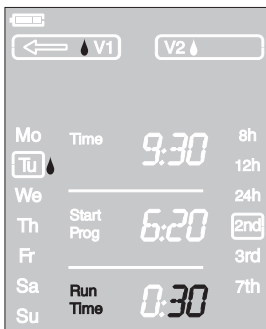 V1 V2
Mo Time 9:30 8h
Tu 12h
We 24h
Th Start Prog 6:20 2nd
Fr 3rd
Sa Run Time 0:30 7th
Su